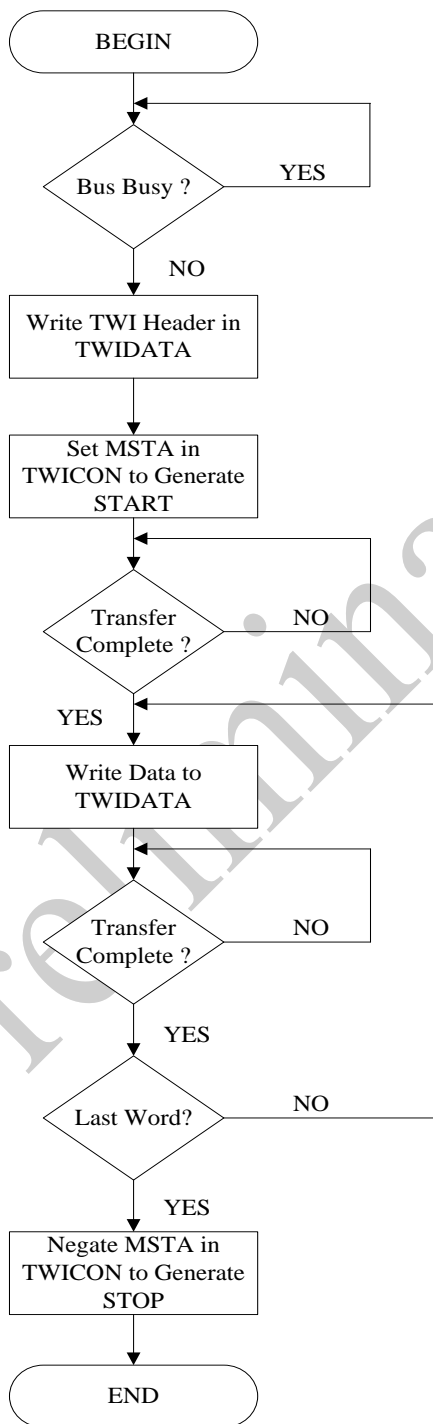 BEGIN
Bus Busy ?
YES
NO
Write TWI Header in
TWIDATA
Set MSTA in
TWICON to Generate
START
Transfer
Complete ?
NO
YES
Write Data to
TWIDATA
Transfer
Complete ?
NO
YES
Last Word?
NO
YES
Negate MSTA in
TWICON to Generate
STOP
END